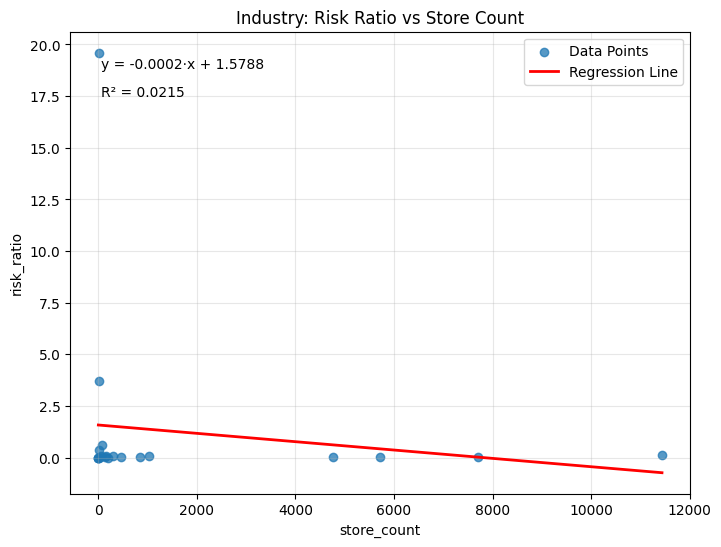 Industry: Risk Ratio vs Store Count
20.0
17.5
15.0
12.5
10.0
7.5
5.0
2.5
0.0
risk_ratio
y = -0.0002·x + 1.5788
R² = 0.0215
Data Points
Regression Line
0
2000
4000
6000
8000
10000
12000
store_count